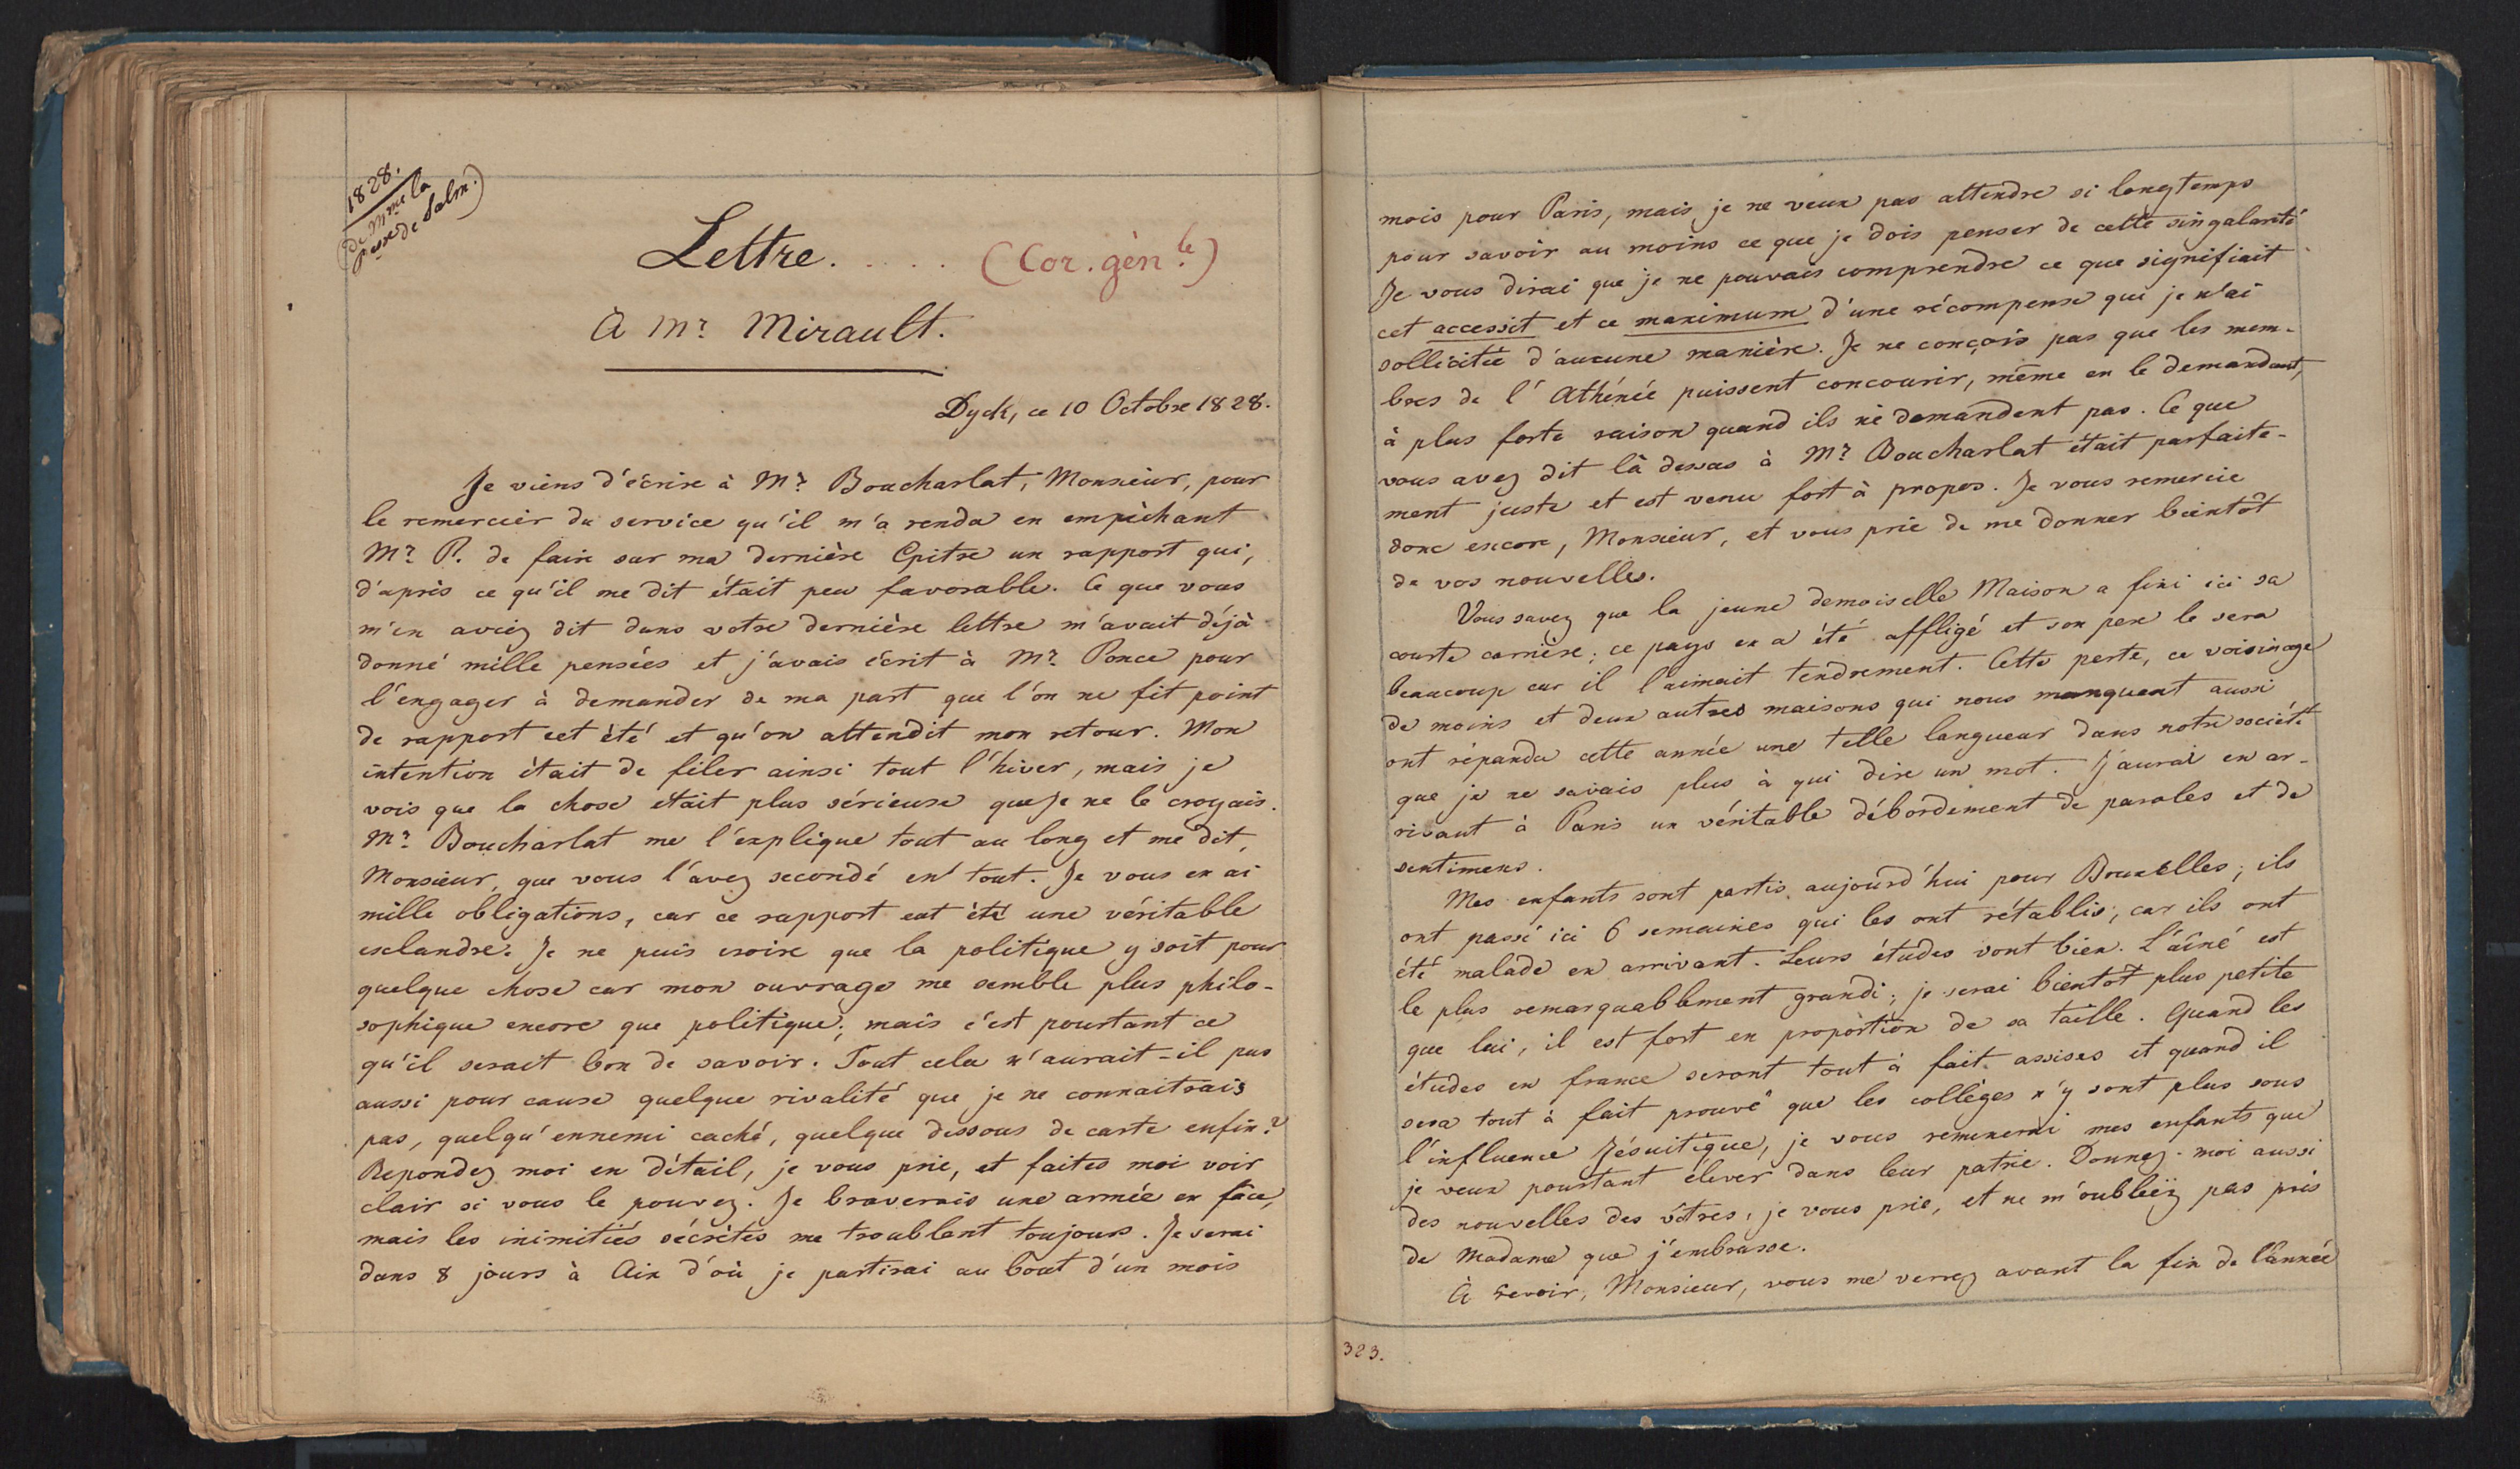 1828.
(de Mme la
Pesse de Salm.)
Lettre. . . . . (Cor. génle)
À Mr. Mirault.
Dyck, ce 10 Octobre 1828.
Je viens d'écrire à Mr. Boucharlat, Monsieur, pour
le remercier du service qu'il m'a rendu en empêchant
Mr. P. de faire sur ma dernière Epitre un rapport qui,
d'après ce qu'il me dit était peu favorable. Ce que vous
m'en aviez dit dans votre dernière lettre m'avait déjà
donné mille pensées et j'avais écrit à Mr. Ponce pour
l'engager à demander de ma part que l'on ne fit point
de rapport cet été et qu'on attendit mon retour. Mon
intention était de filer ainsi tout l'hiver, mais je
vois que la chose était plus sérieuse que je ne le croyais.
Mr. Boucharlat me l'explique tout au long et me dit,
Monsieur, que vous l'avez secondé en tout. Je vous en ai
mille obligations, car ce rapport eut été une véritable
esclandre. Je ne puis croire que la politique y soit pour
quelque chose car mon ouvrage me semble plus philo-
sophique encore que politique; mais c'est pourtant ce
qu'il serait bon de savoir. Tout cela n'aurait-il pas
aussi pour cause quelque rivalité que je ne connaitrais
pas, quelqu'ennemi caché, quelque dessous de carte enfin?
Repondez moi en détail, je vous prie, et faites moi voir
clair si vous le pouvez. Je braverais une armée en face,
mais les inimitiés sécrètes me troublent toujours. Je serai
dans 8 jours à Aix d'où je partirai au bout d'un mois
mois pour Paris, mais je ne veux pas attendre si longtemps
pour savoir au moins ce que je dois penser de cette singularité
Je vous dirai que je ne pouvais comprendre ce que signifiait
cet accessit et ce maximum d'une récompense que je n'ai
sollicitée d'aucune manière. Je ne conçois pas que les mem-
bres de l'Athénée puissent concourir, même en le demandant,
à plus forte raison quand ils ne demandent pas. Ce que
vous avez dit là dessus à Mr. Boucharlat était parfaite-
ment juste et est venu fort à propos. Je vous remercie
donc encore, Monsieur, et vous prie de me donner bientôt
de vos nouvelles.
Vous savez que la jeune demoiselle Maison a fini ici sa
courte carrière; ce pays en a été affligé et son pere le sera
beaucoup car il l'aimait tendrement. Cette perte, ce voisinage
de moins et deux autres maisons qui nous manquent aussi
ont répandu cette année une telle langueur dans notre société
que je ne savais plus à qui dire un mot. J'aurai en ar-
rivant à Paris un véritable débordement de paroles et de
sentimens.
Mes enfants sont partis aujourd'hui pour Bruxelles; ils
ont passé ici 6 semaines qui les ont rétablis; car ils ont
été malade en arrivant. Leurs études vont bien. L'aîné est
le plus remarquablement grandi; je serai bientôt plus petite
que lui, il est fort en proportion de sa taille. Quand les
études en france seront tout à fait assises et quand il
sera tout à fait prouvé que les collèges n'y sont plus sous
l'influence Jésuitique, je vous remenerai mes enfants que
je veux pourtant élever dans leur patrie. Donnez-moi aussi
des nouvelles des vôtres, je vous prie, et ne m'oubliez pas près
de Madame que j'embrasse.
À revoir, Monsieur, vous me verrez avant la fin de l'année
323.